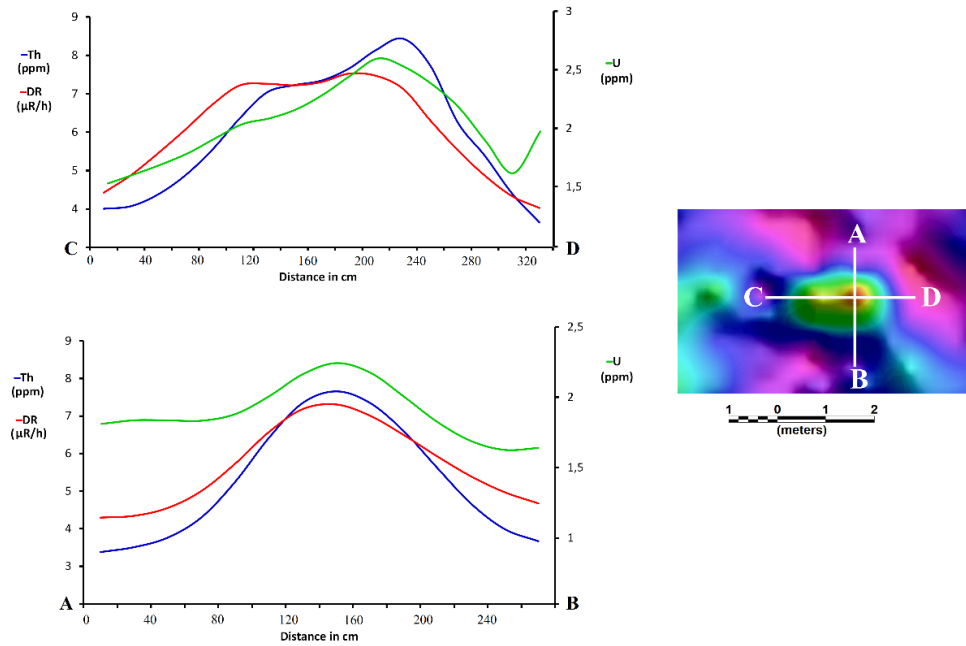 9
8
7
6
5
4
3
2,5
2
1,5
1
–Th
(ppm)
–DR
(µR/h)
–U
(ppm)
C
D
0 40 80 120 160 200 240 280 320
Distance in cm
9
8
7
6
5
4
3
2
2,5
2
1,5
1
–Th
(ppm)
–DR
(µR/h)
–U
(ppm)
A
B
0 40 80 120 160 200 240
Distance in cm
A
C D
B
1 0 1 2
(meters)